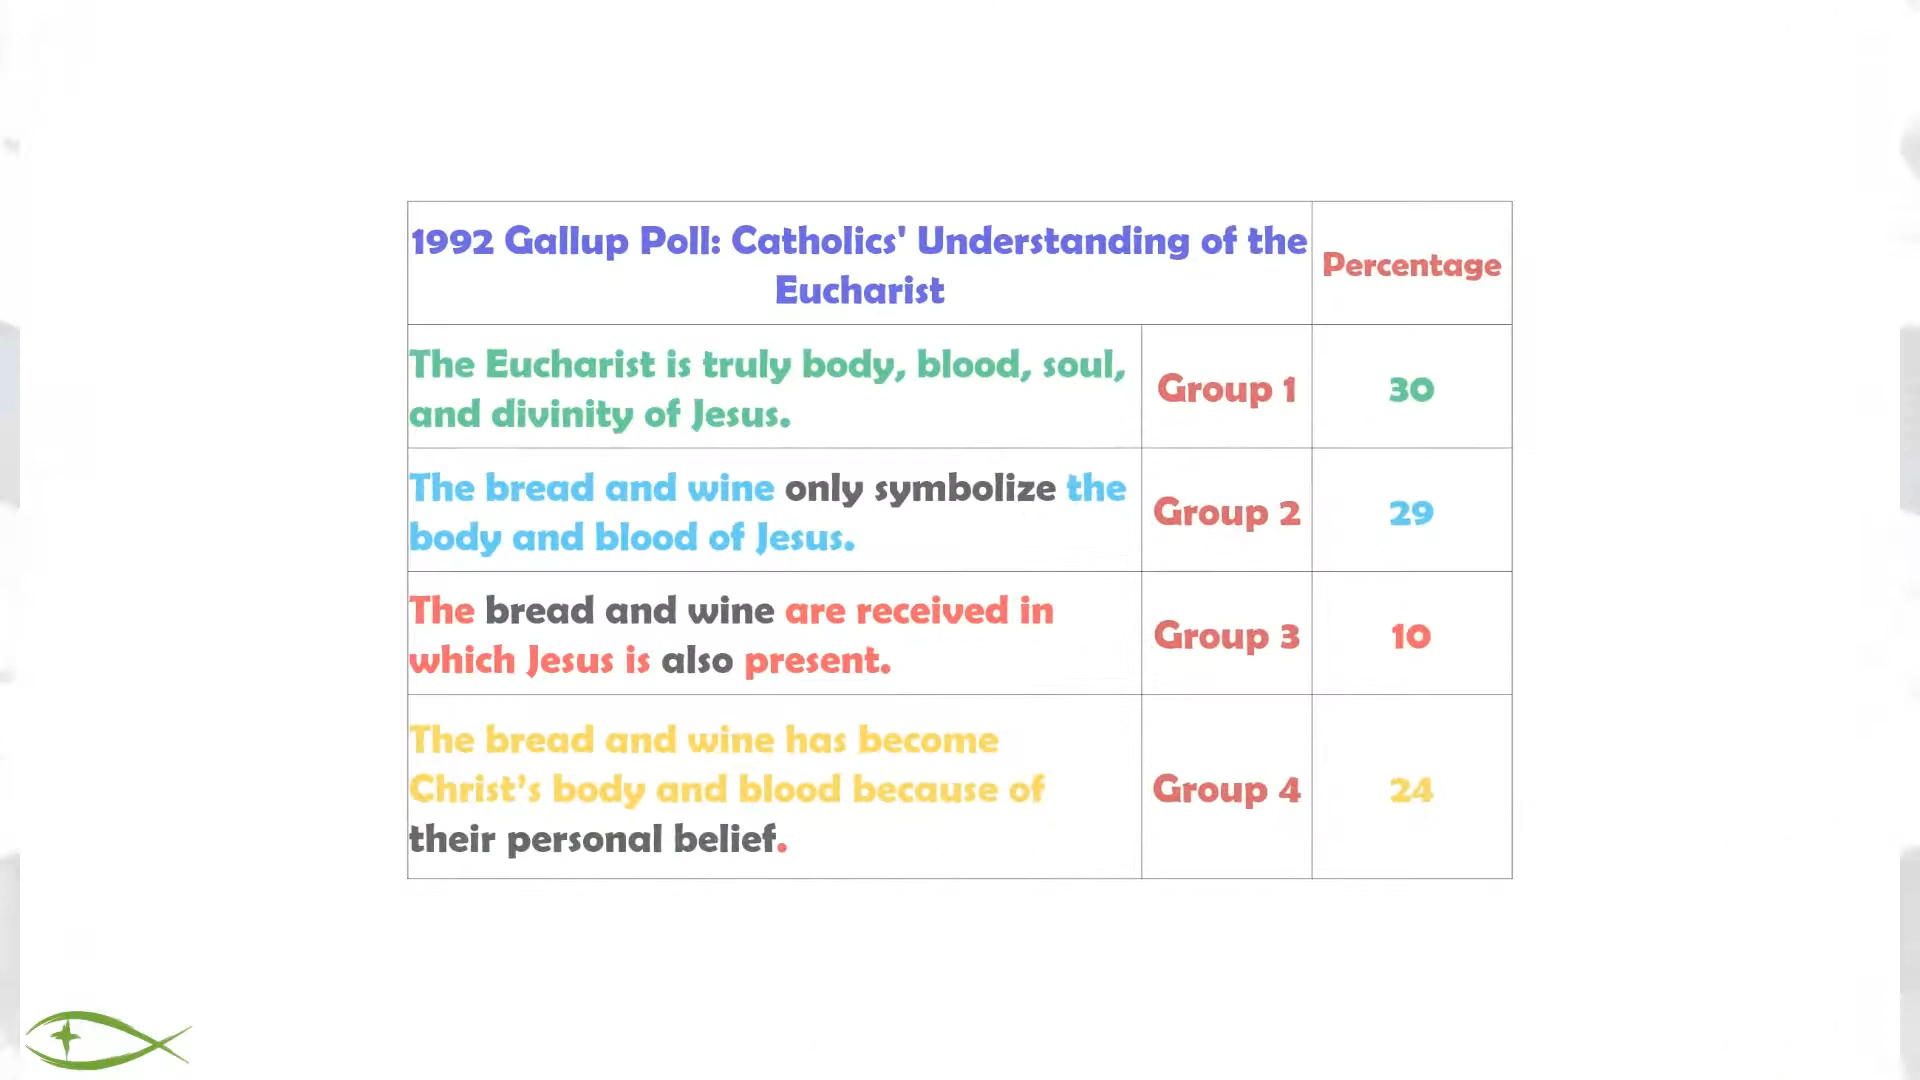 1992 Gallup Poll: Catholics' Understanding of the
Eucharist
Percentage
The Eucharist is truly body, blood, soul,
and divinity of Jesus.
Group 1
30
The bread and wine only symbolize the
body and blood of Jesus.
Group 2
29
The bread and wine are received in
which Jesus is also present.
Group 3
10
The bread and wine has become
Christ’s body and blood because of
their personal belief.
Group 4
24